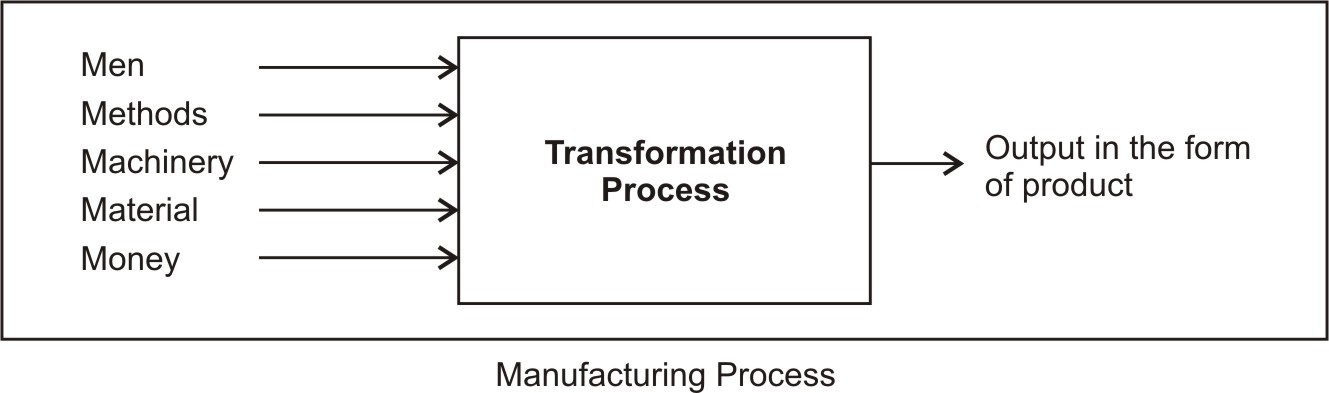 Men
Methods
Machinery
Material
Money
Transformation
Process
Output in the form
of product
Manufacturing Process